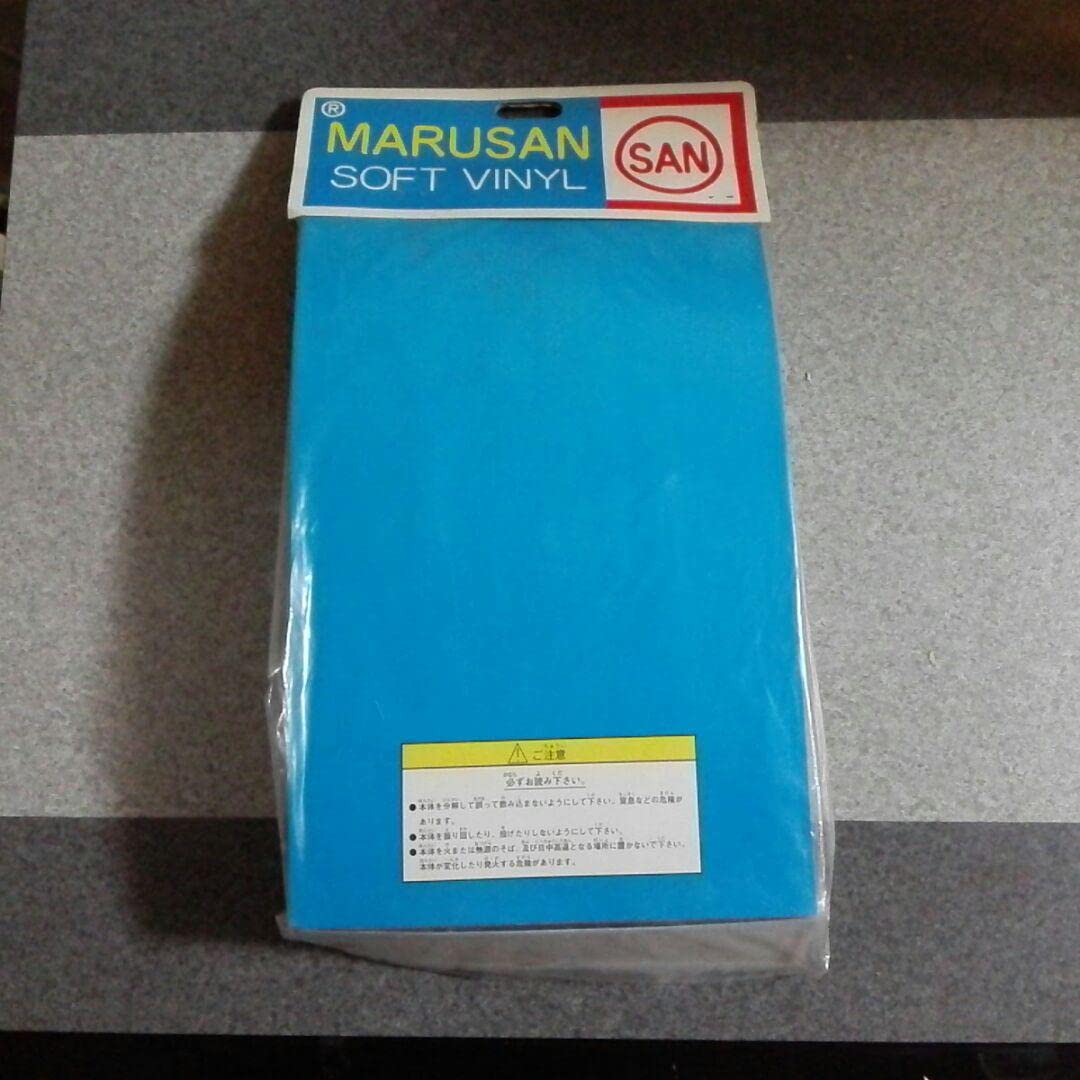 ®
MARUSAN
SOFT VINYL
SAN
⚠ ご注意
必ずお読み下さい。
●本体を分解して誤って飲み込まないようにして下さい。窒息などの危険が
あります。
●本体を振り回したり、投げたりしないようにして下さい。
●本体を火または熱源のそば、及び日中高温となる場所に置かないで下さい。
本体が変化したり発火する危険があります。